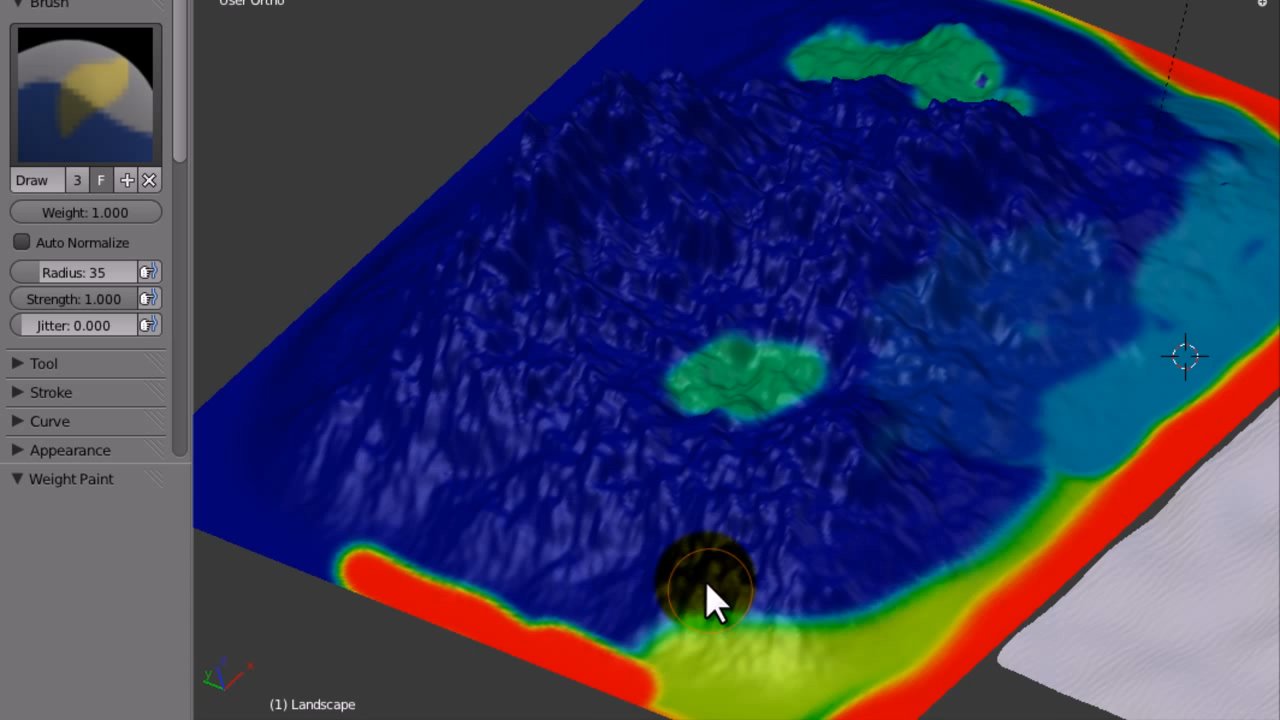 Brush
User Ortho
Draw 3 F
Weight: 1.000
Auto Normalize
Radius: 35
Strength: 1.000
Jitter: 0.000
Tool
Stroke
Curve
Appearance
Weight Paint
y z x
(1) Landscape